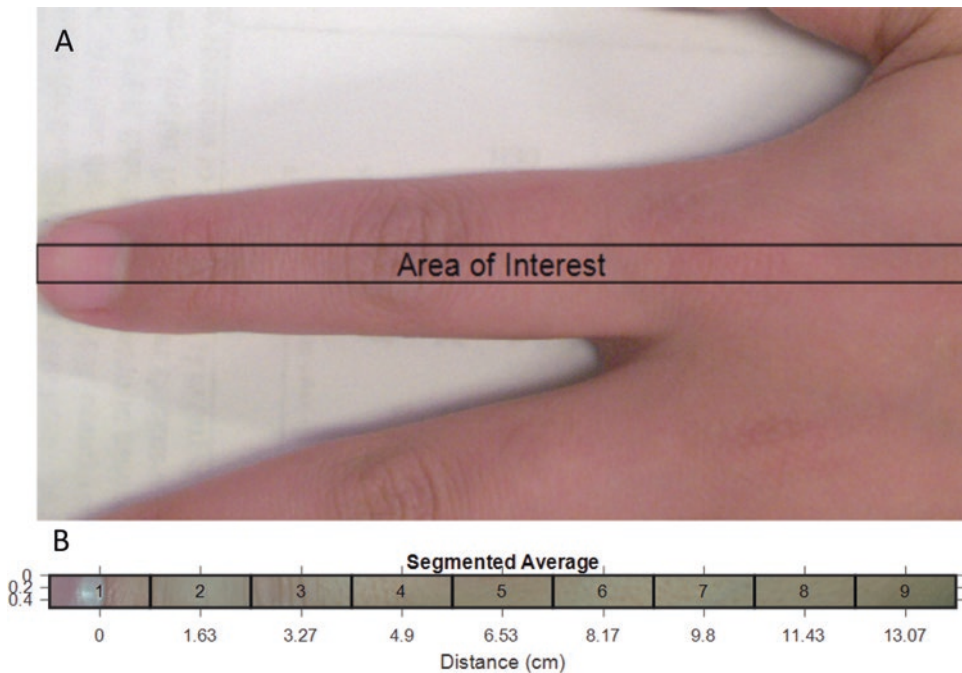 A
Area of Interest
B
Segmented Average
0
0.2
0.4
1 2 3 4 5 6 7 8 9
0 1.63 3.27 4.9 6.53 8.17 9.8 11.43 13.07
Distance (cm)